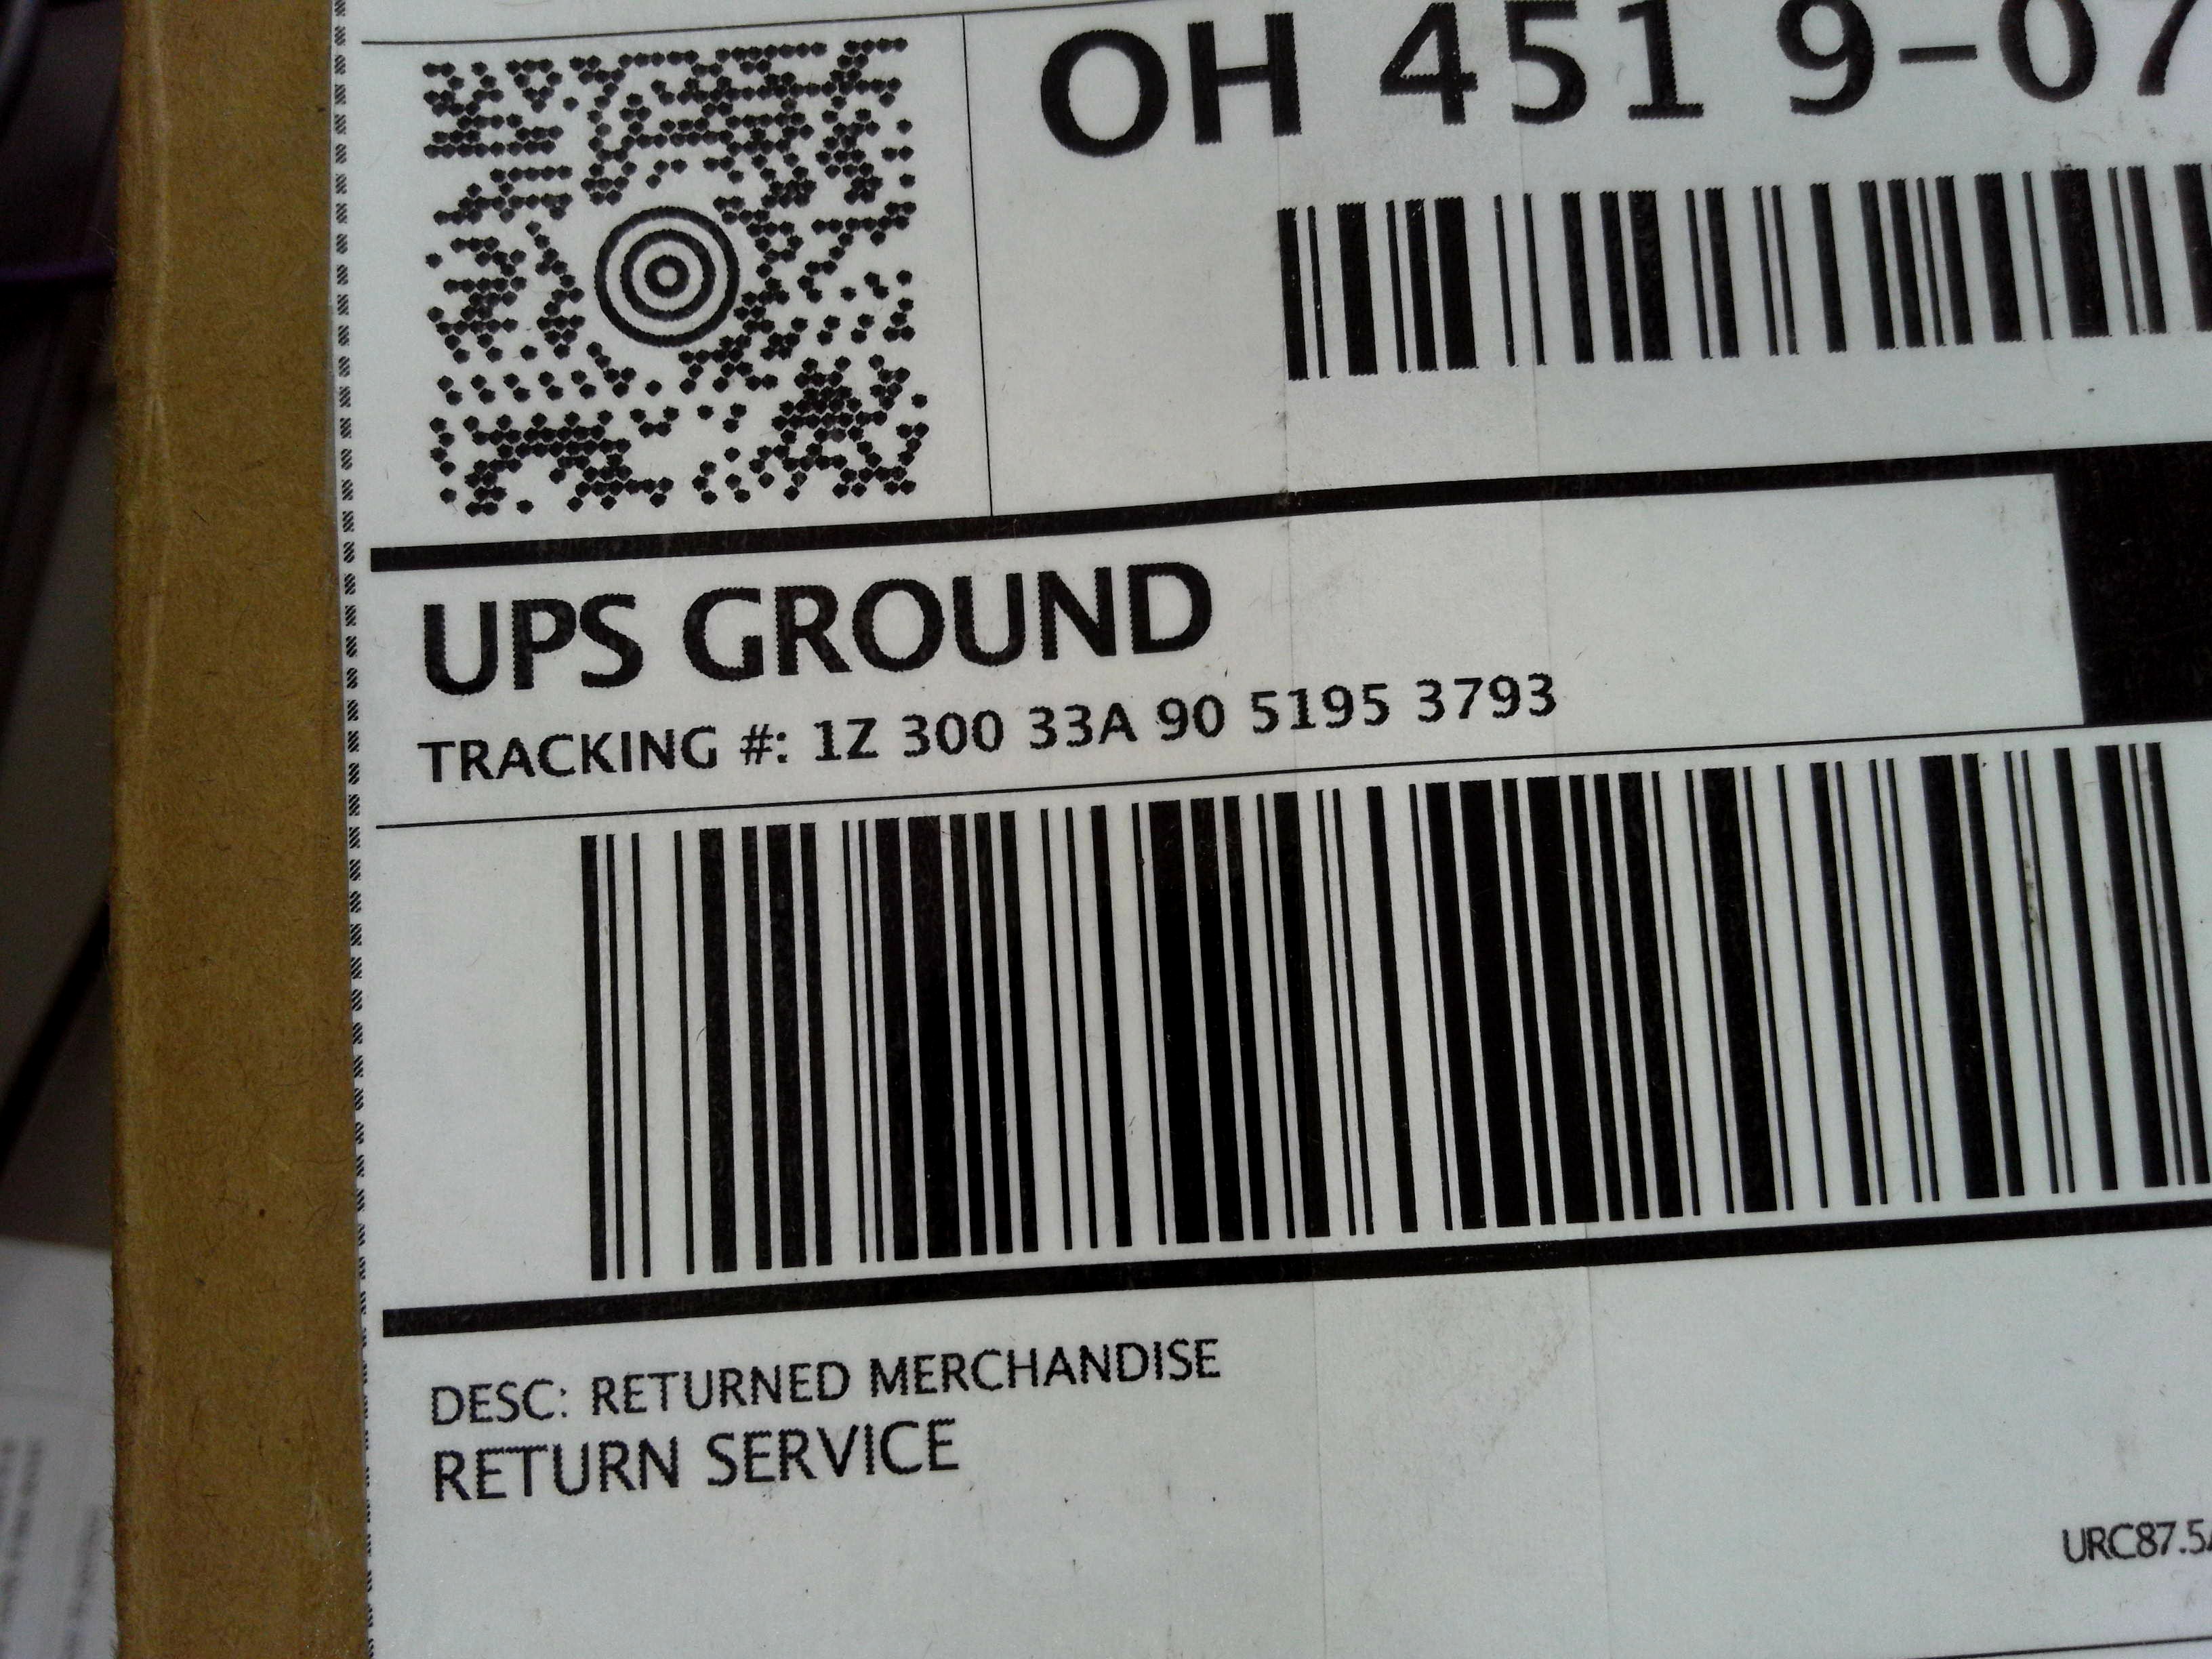 OH 451 9-07
UPS GROUND
TRACKING #: 1Z 300 33A 90 5195 3793
DESC: RETURNED MERCHANDISE
RETURN SERVICE
URC87.5A